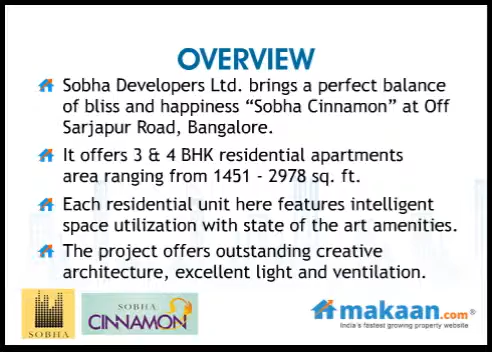 OVERVIEW
Sobha Developers Ltd. brings a perfect balance
of bliss and happiness “Sobha Cinnamon” at Off
Sarjapur Road, Bangalore.
It offers 3 & 4 BHK residential apartments
area ranging from 1451 - 2978 sq. ft.
Each residential unit here features intelligent
space utilization with state of the art amenities.
The project offers outstanding creative
architecture, excellent light and ventilation.
SOBHA
SOBHA
CINNAMON
makaan.com®
India's fastest growing property website